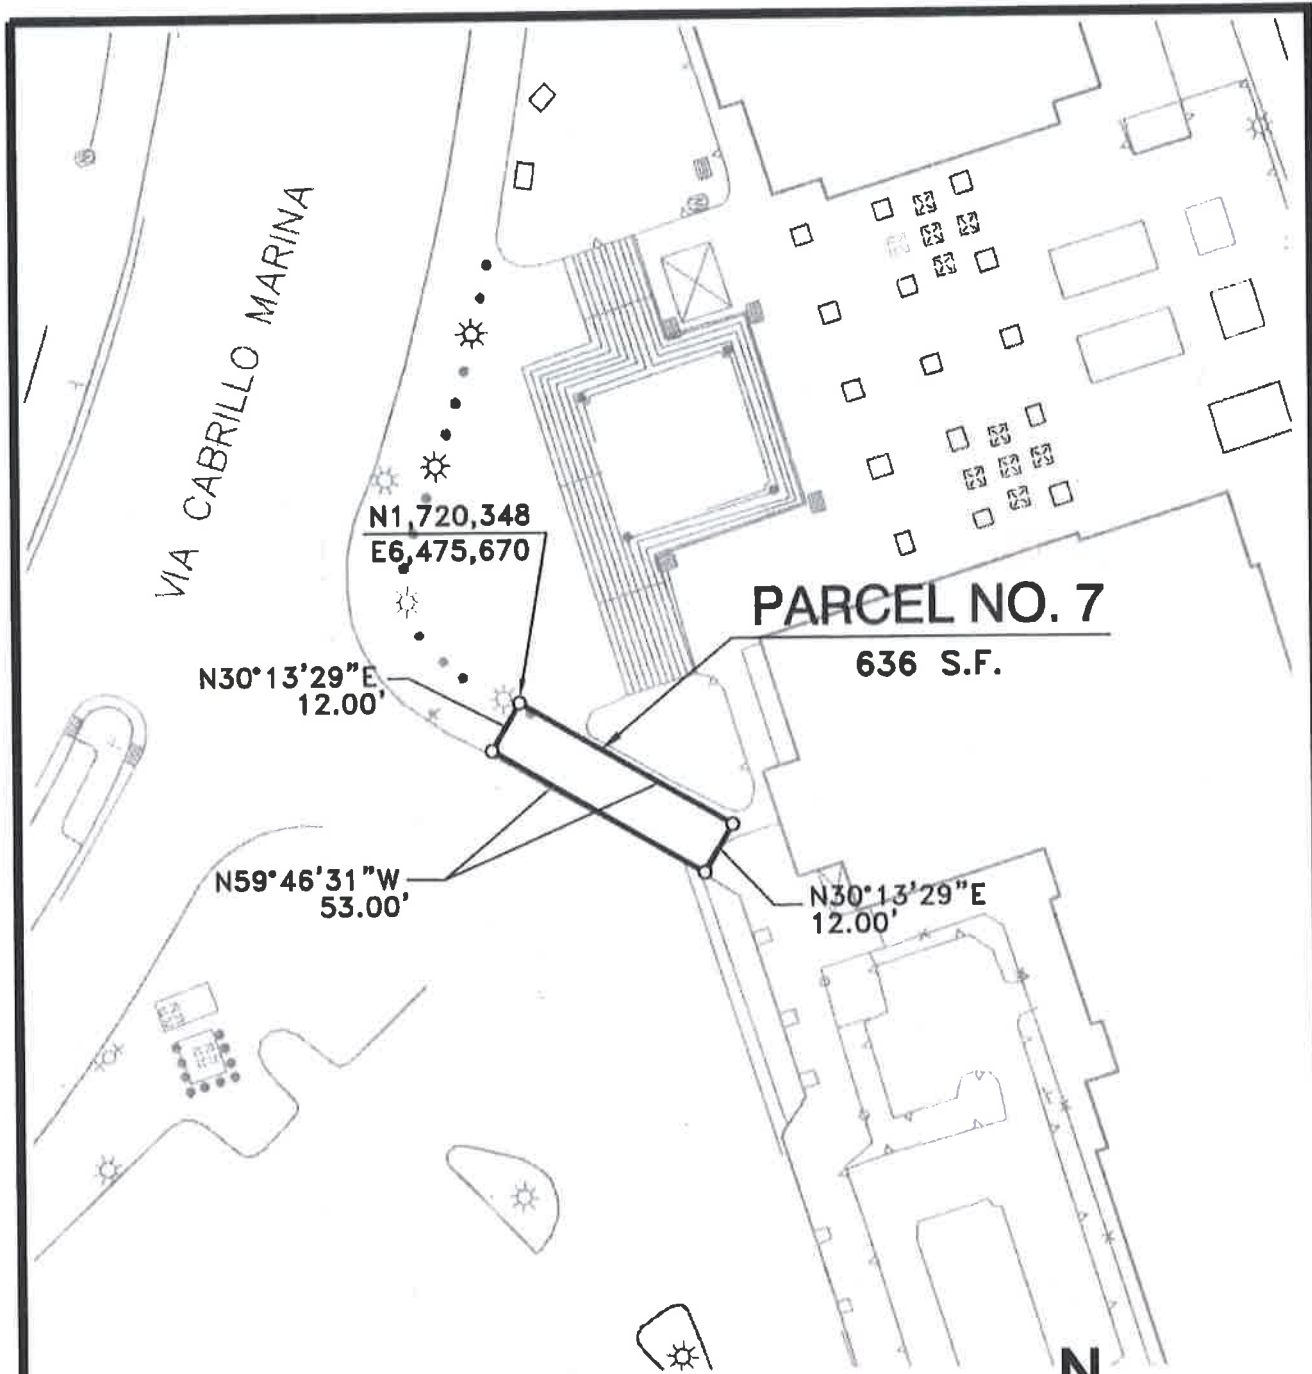 VIA CABRILLO MARINA
N1,720,348
E6,475,670
PARCEL NO. 7
636 S.F.
N30°13'29"E
12.00'
N59°46'31"W
53.00'
N30°13'29"E
12.00'
N